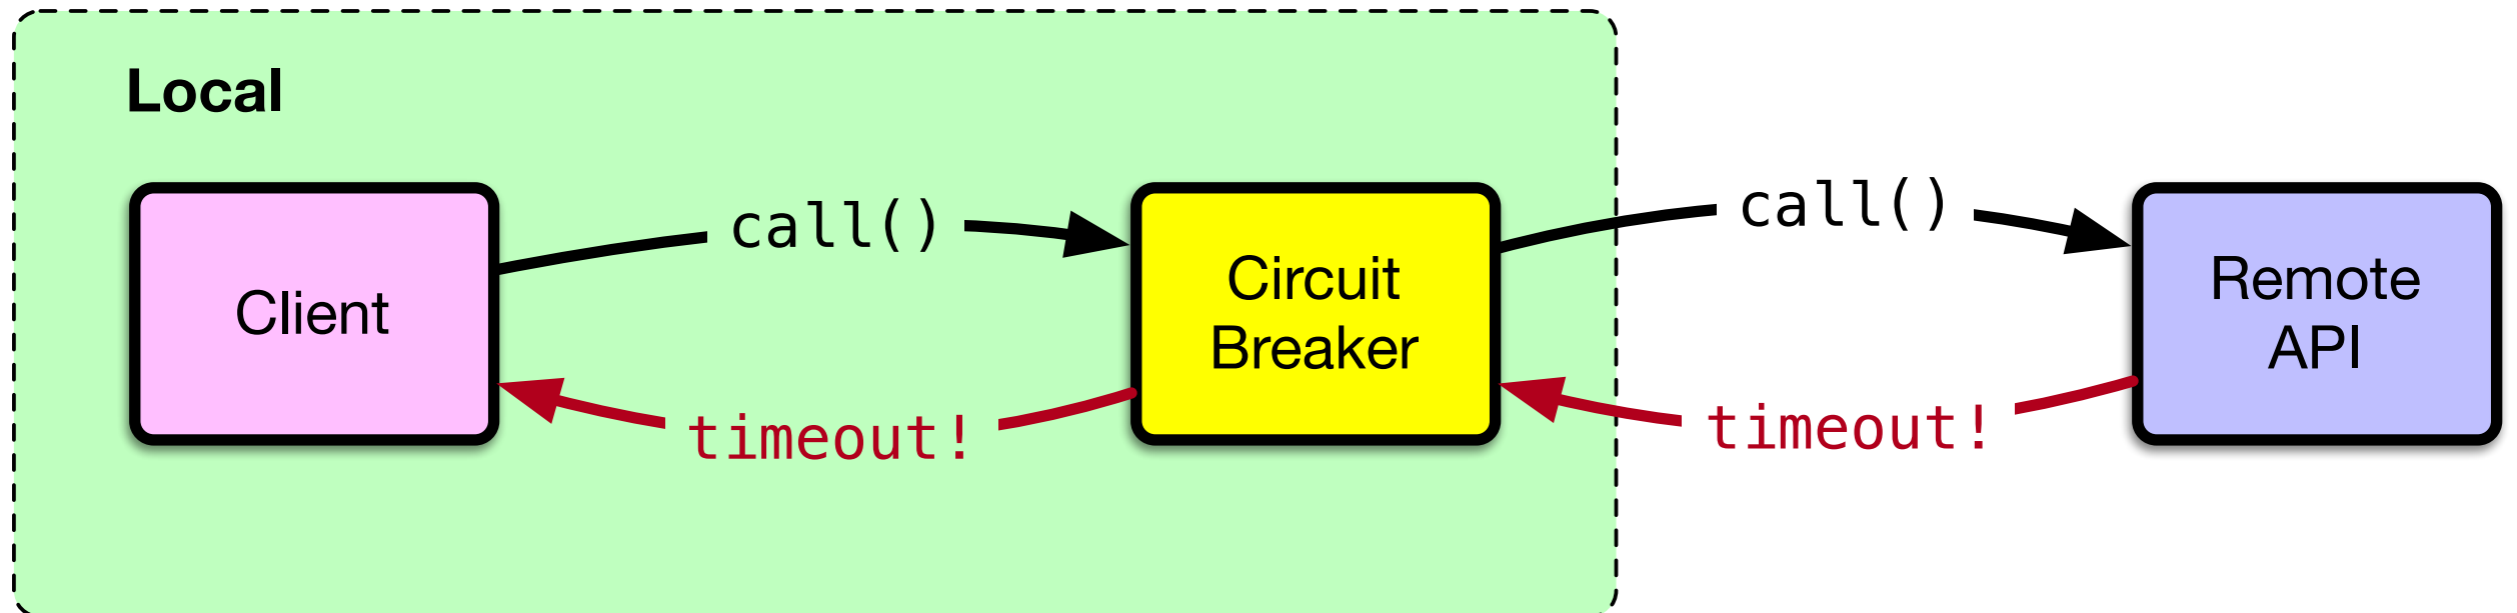 Local
call()
call()
Client
Circuit
Breaker
Remote
API
timeout!
timeout!